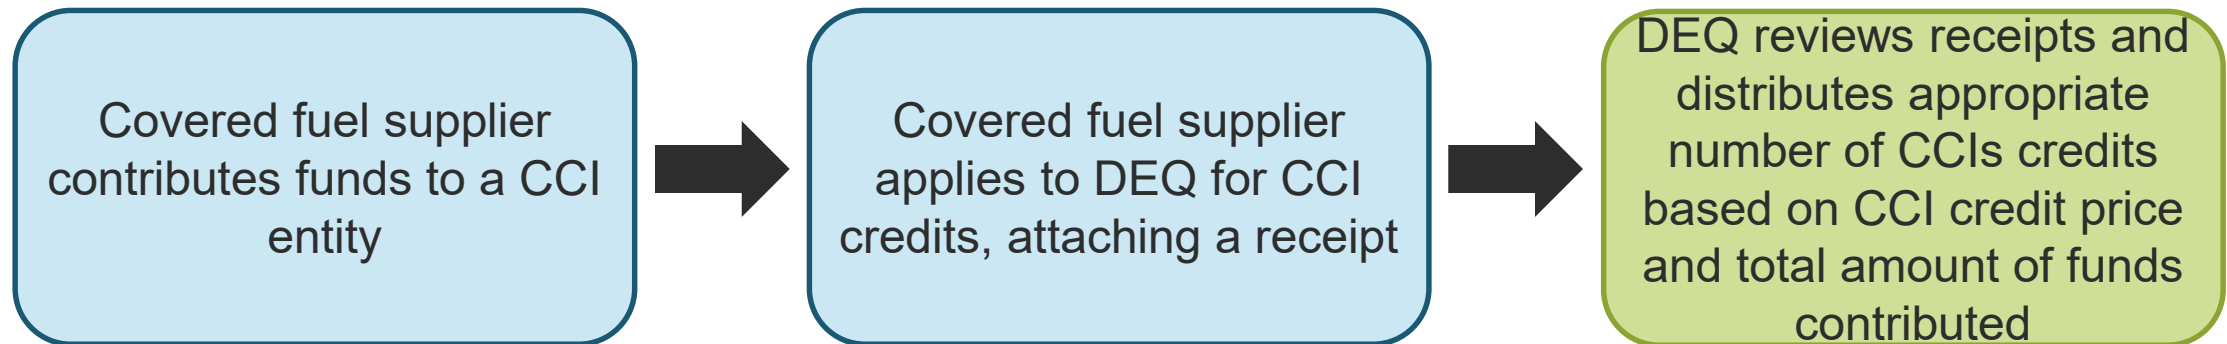 Covered fuel supplier
contributes funds to a CCI
entity
Covered fuel supplier
applies to DEQ for CCI
credits, attaching a receipt
DEQ reviews receipts and
distributes appropriate
number of CCIs credits
based on CCI credit price
and total amount of funds
contributed